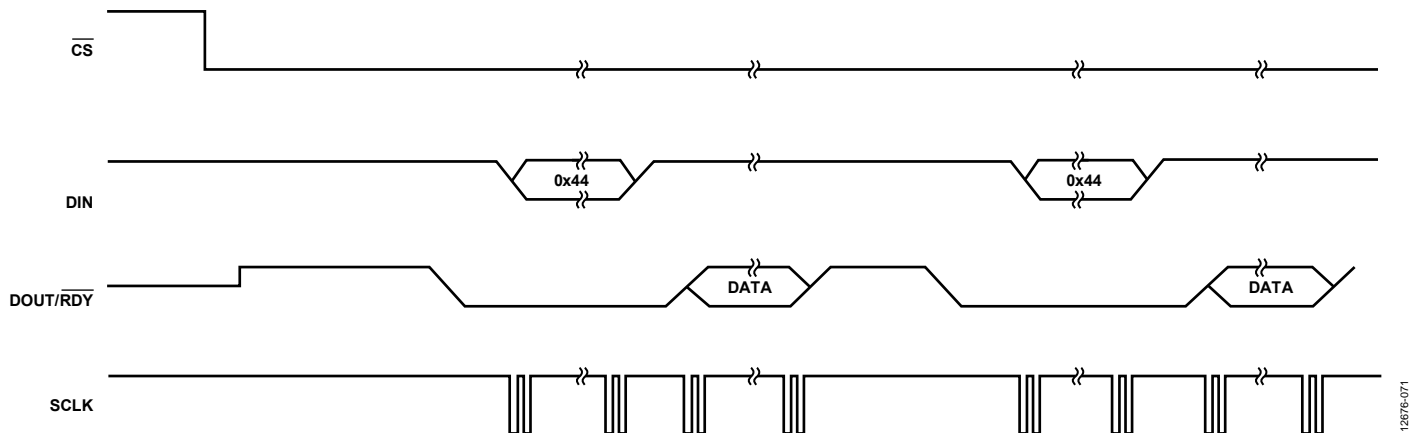 CS
DIN
0x44
0x44
DOUT/RDY
DATA
DATA
SCLK
12676-071